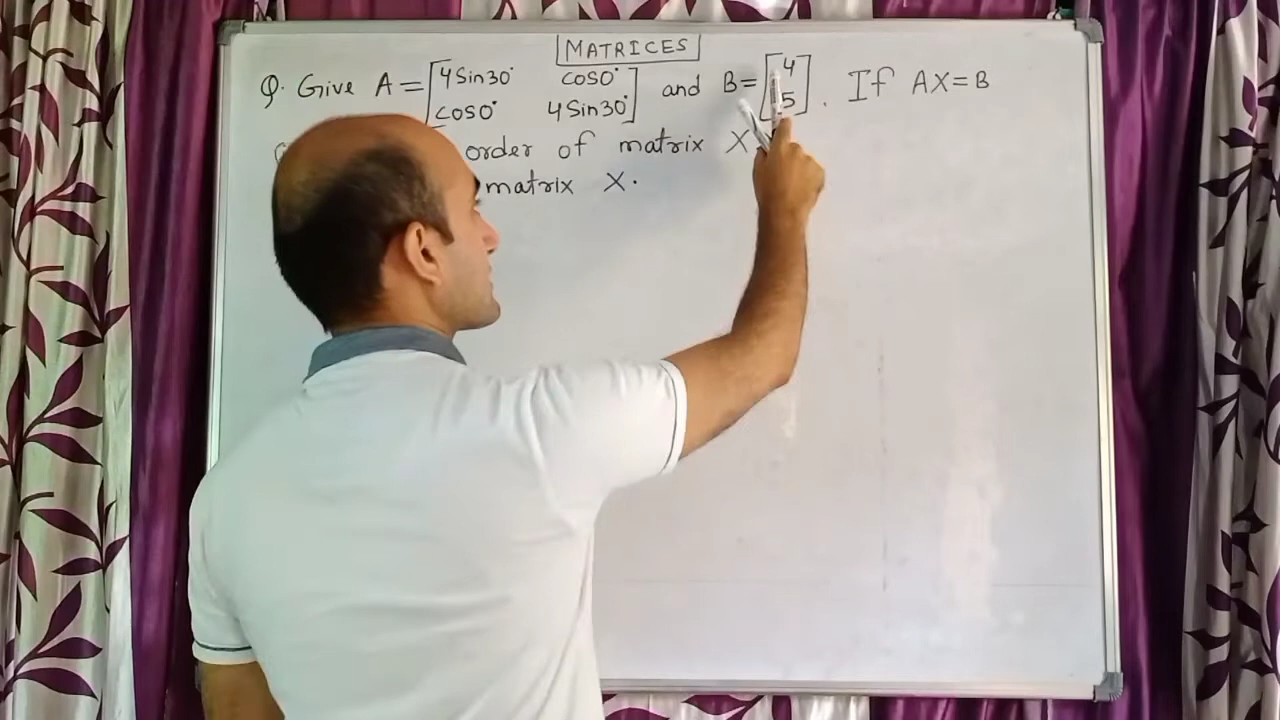 MATRICES
Q. Give A = [4Sin30° cos0° and B = [4 . If AX = B
cos0° 4Sin30°] 5]
order of matrix X
matrix X.